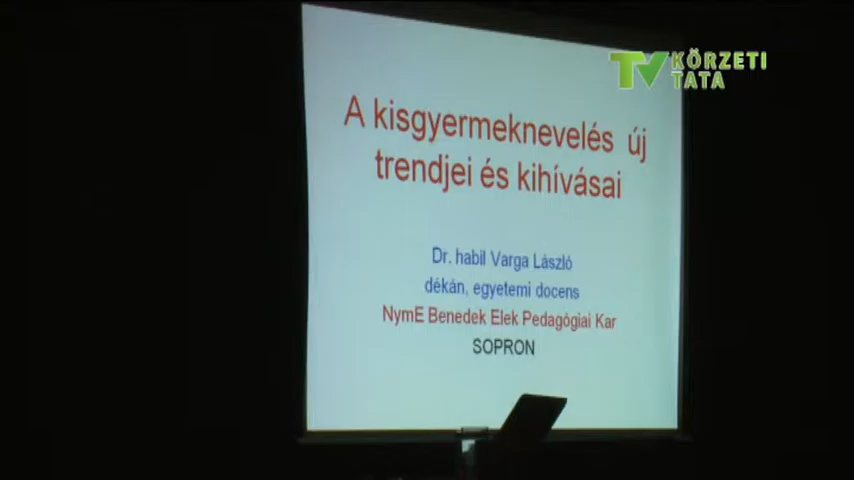 TV KÖRZETI
TATA
A kisgyermeknevelés új
trendjei és kihívásai
Dr. habil Varga László
dékán, egyetemi docens
NymE Benedek Elek Pedagógiai Kar
SOPRON